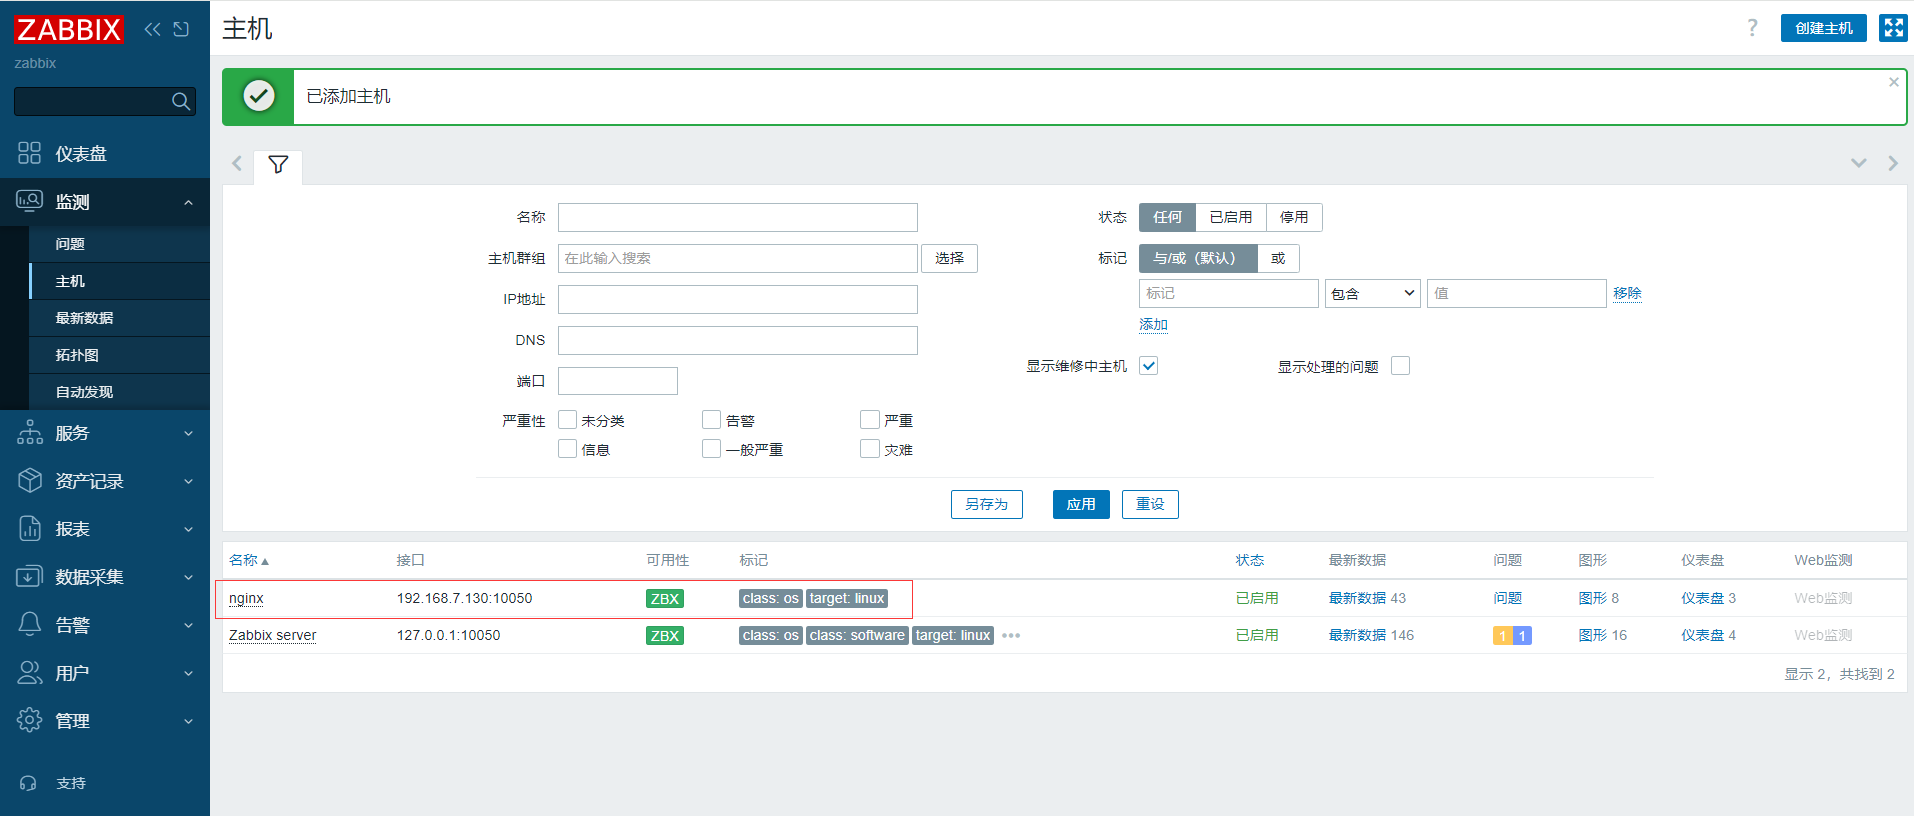 ZABBIX
zabbix
仪表盘
监测
问题
主机
最新数据
拓扑图
自动发现
服务
资产记录
报表
数据采集
告警
用户
管理
支持
主机
? 创建主机
已添加主机
名称
主机群组 在此输入搜索 选择
IP地址
DNS
端口
严重性 未分类 告警 严重
信息 一般严重 灾难
状态 任何 已启用 停用
标记 与/或（默认） 或
标记 包含 值 移除
添加
显示维修中主机 显示处理的问题
另存为 应用 重设
名称▲ 接口 可用性 标记 状态 最新数据 问题 图形 仪表盘 Web监测
nginx 192.168.7.130:10050 ZBX class: os target: linux 已启用 最新数据 43 问题 图形 8 仪表盘 3 Web监测
Zabbix server 127.0.0.1:10050 ZBX class: os class: software target: linux ••• 已启用 最新数据 146 1 1 图形 16 仪表盘 4 Web监测
显示 2，共找到 2